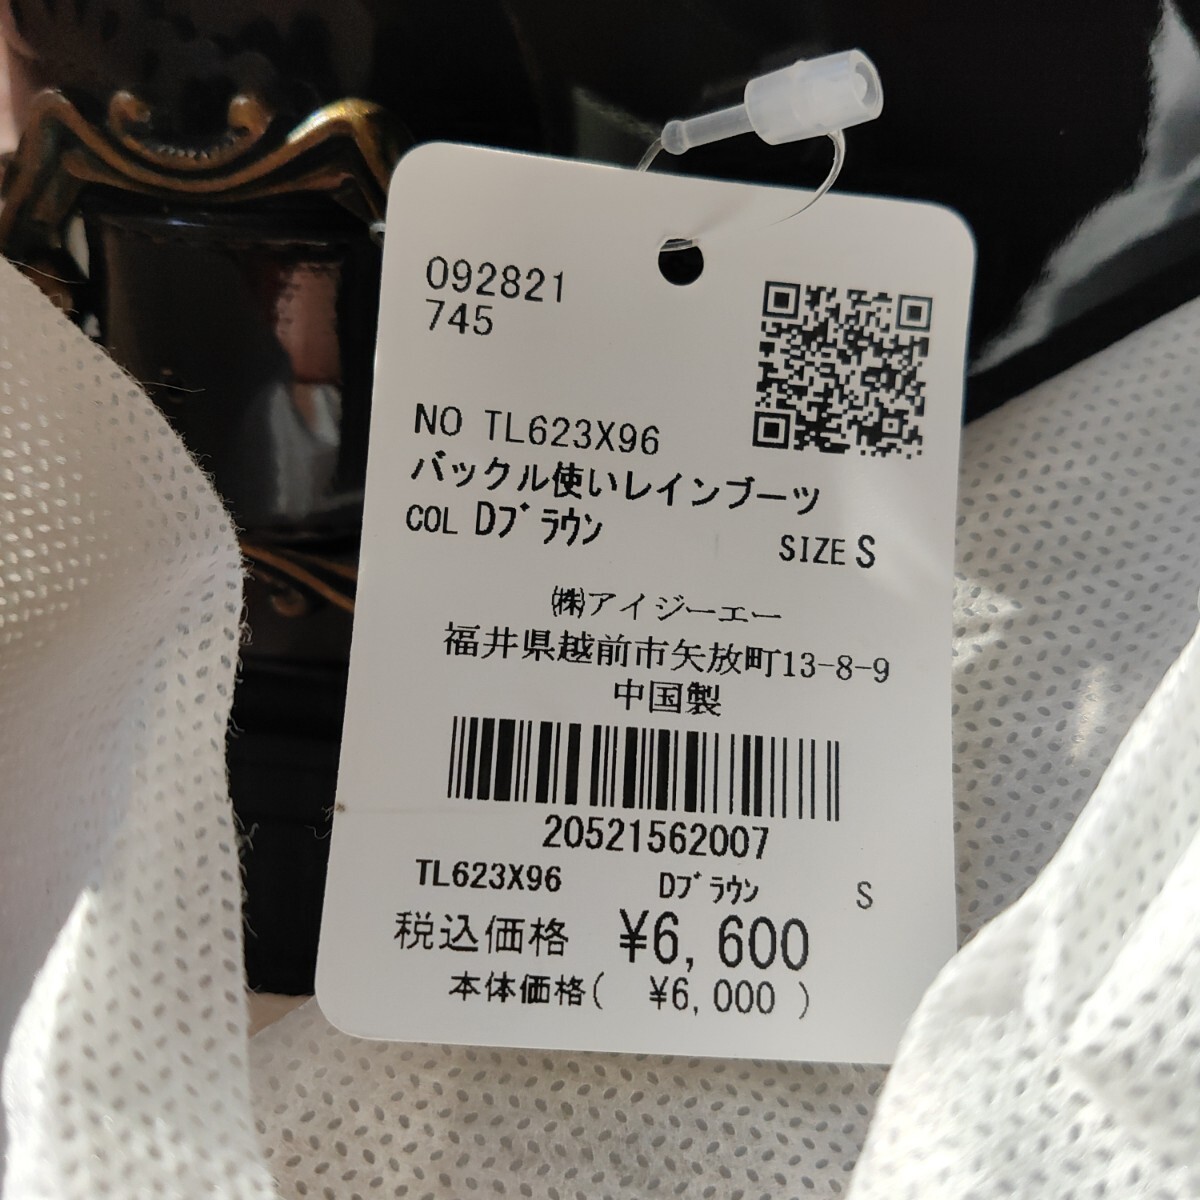 092821
745
NO TL623X96
バックル使いレインブーツ
COL Dﾌﾞﾗｳﾝ SIZE S
㈱アイジーエー
福井県越前市矢放町13-8-9
中国製
20521562007
TL623X96 Dﾌﾞﾗｳﾝ S
税込価格 ¥6,600
本体価格( ¥6,000 )